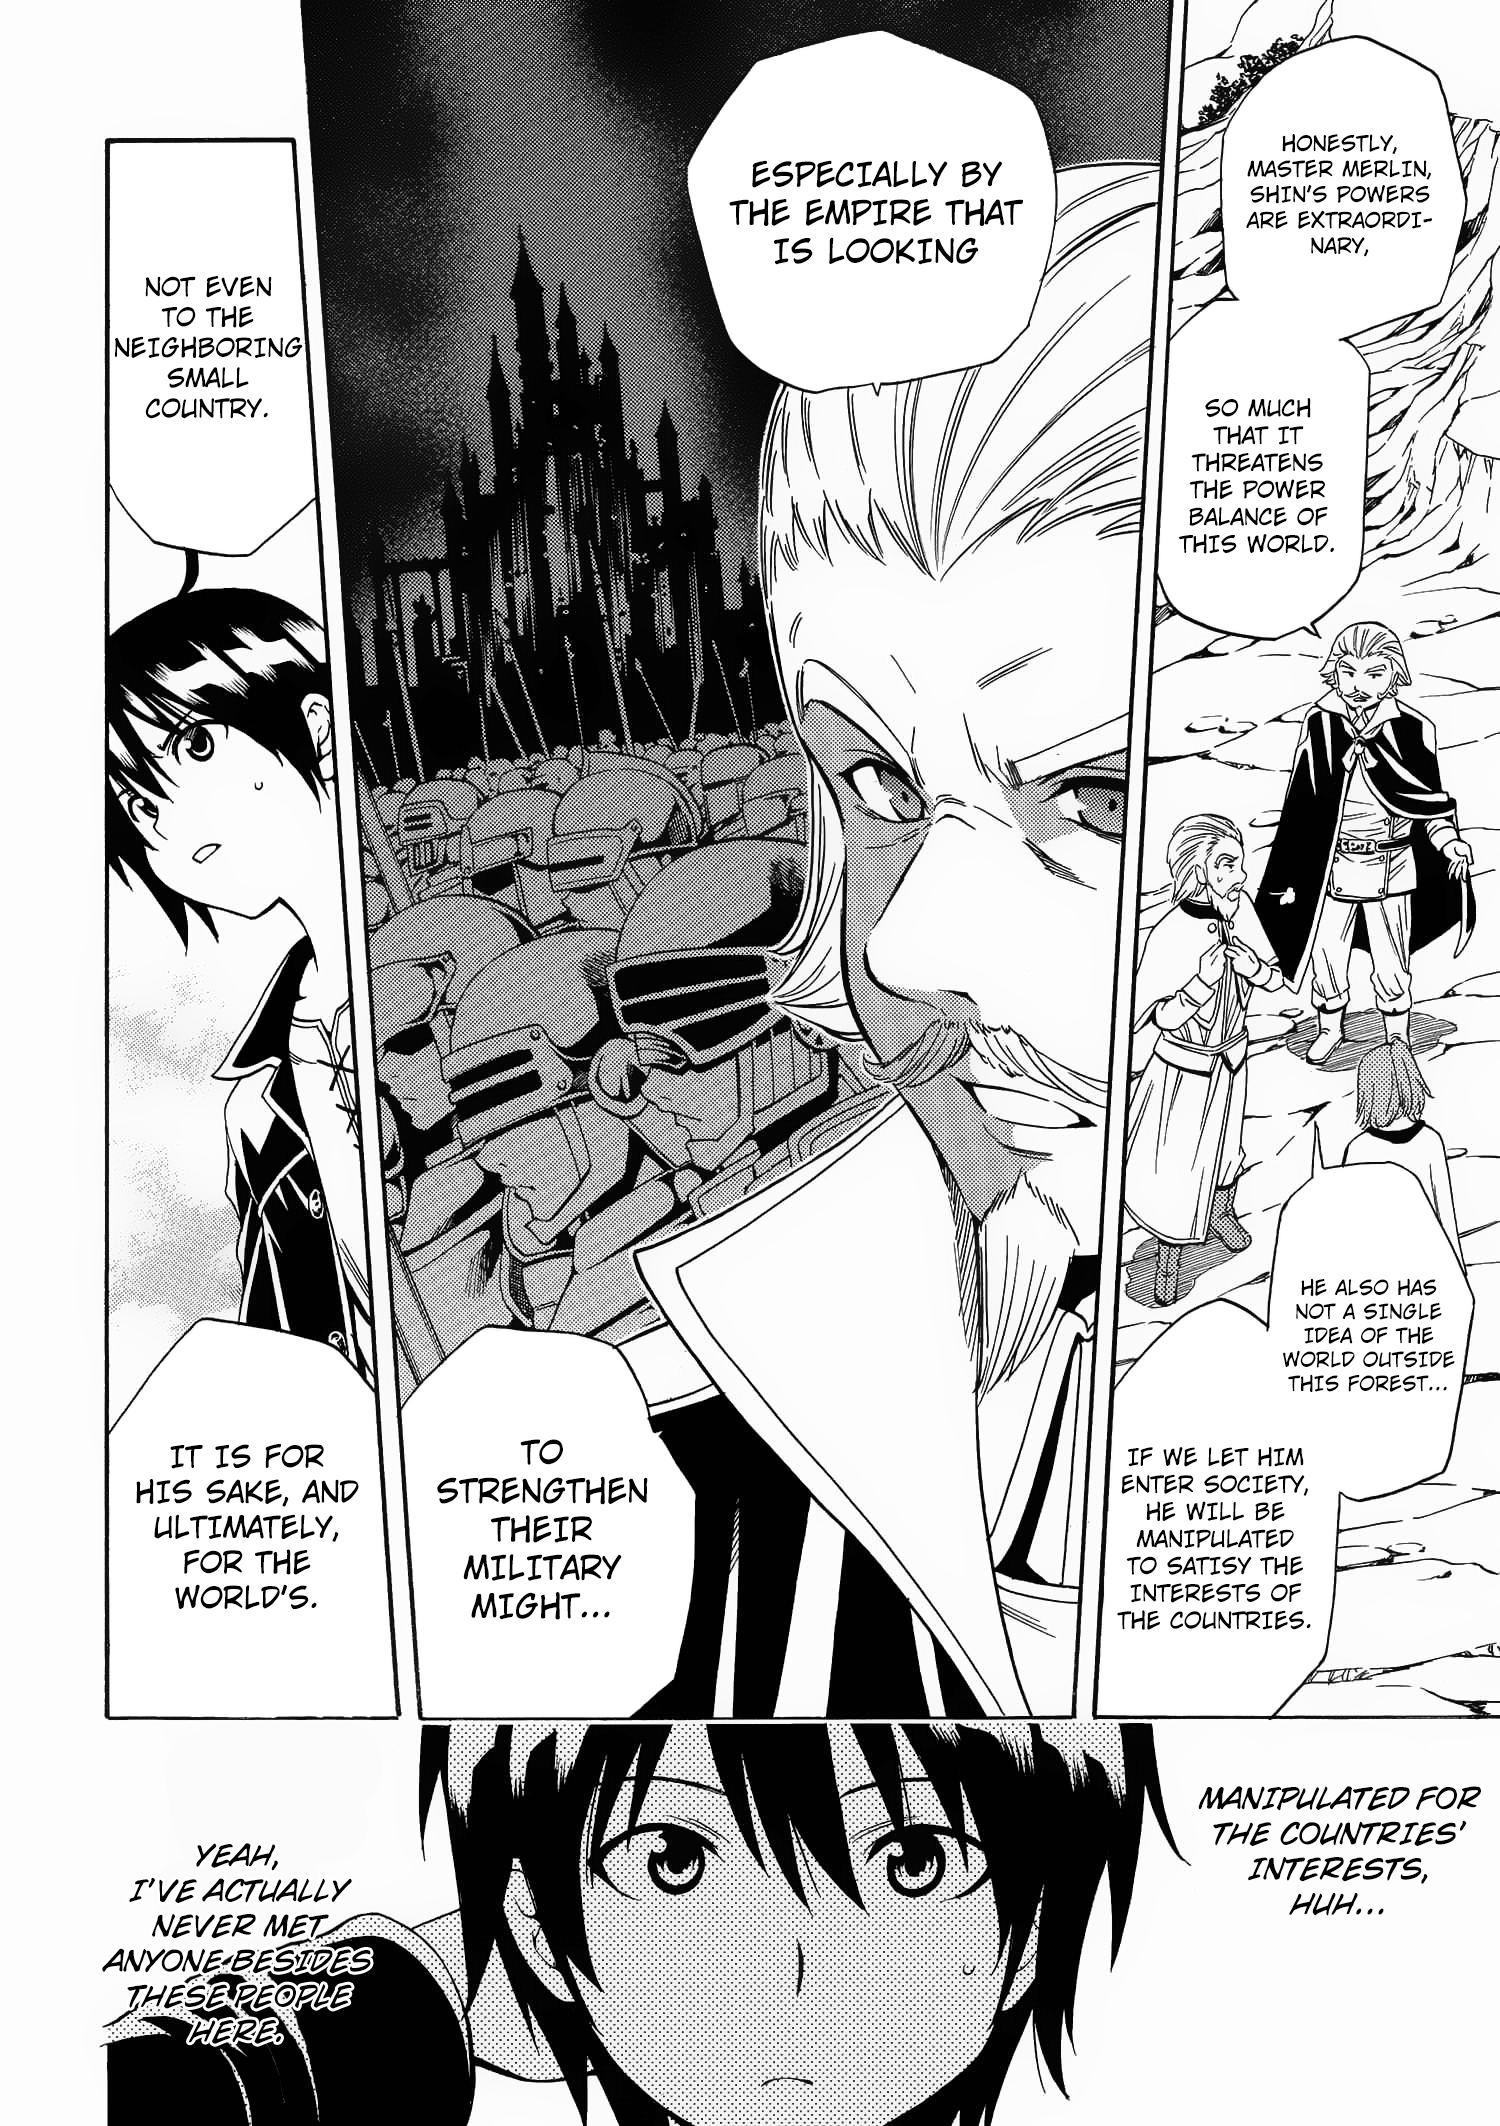 HONESTLY,
MASTER MERLIN,
SHIN'S POWERS
ARE EXTRAORDI-
NARY,
SO MUCH
THAT IT
THREATENS
THE POWER
BALANCE OF
THIS WORLD.
HE ALSO HAS
NOT A SINGLE
IDEA OF THE
WORLD OUTSIDE
THIS FOREST...
IF WE LET HIM
ENTER SOCIETY,
HE WILL BE
MANIPULATED
TO SATISY THE
INTERESTS OF
THE COUNTRIES.
ESPECIALLY BY
THE EMPIRE THAT
IS LOOKING
TO
STRENGTHEN
THEIR
MILITARY
MIGHT...
NOT EVEN
TO THE
NEIGHBORING
SMALL
COUNTRY.
IT IS FOR
HIS SAKE, AND
ULTIMATELY,
FOR THE
WORLD'S.
MANIPULATED FOR
THE COUNTRIES'
INTERESTS,
HUH...
YEAH,
I'VE ACTUALLY
NEVER MET
ANYONE BESIDES
THESE PEOPLE
HERE.